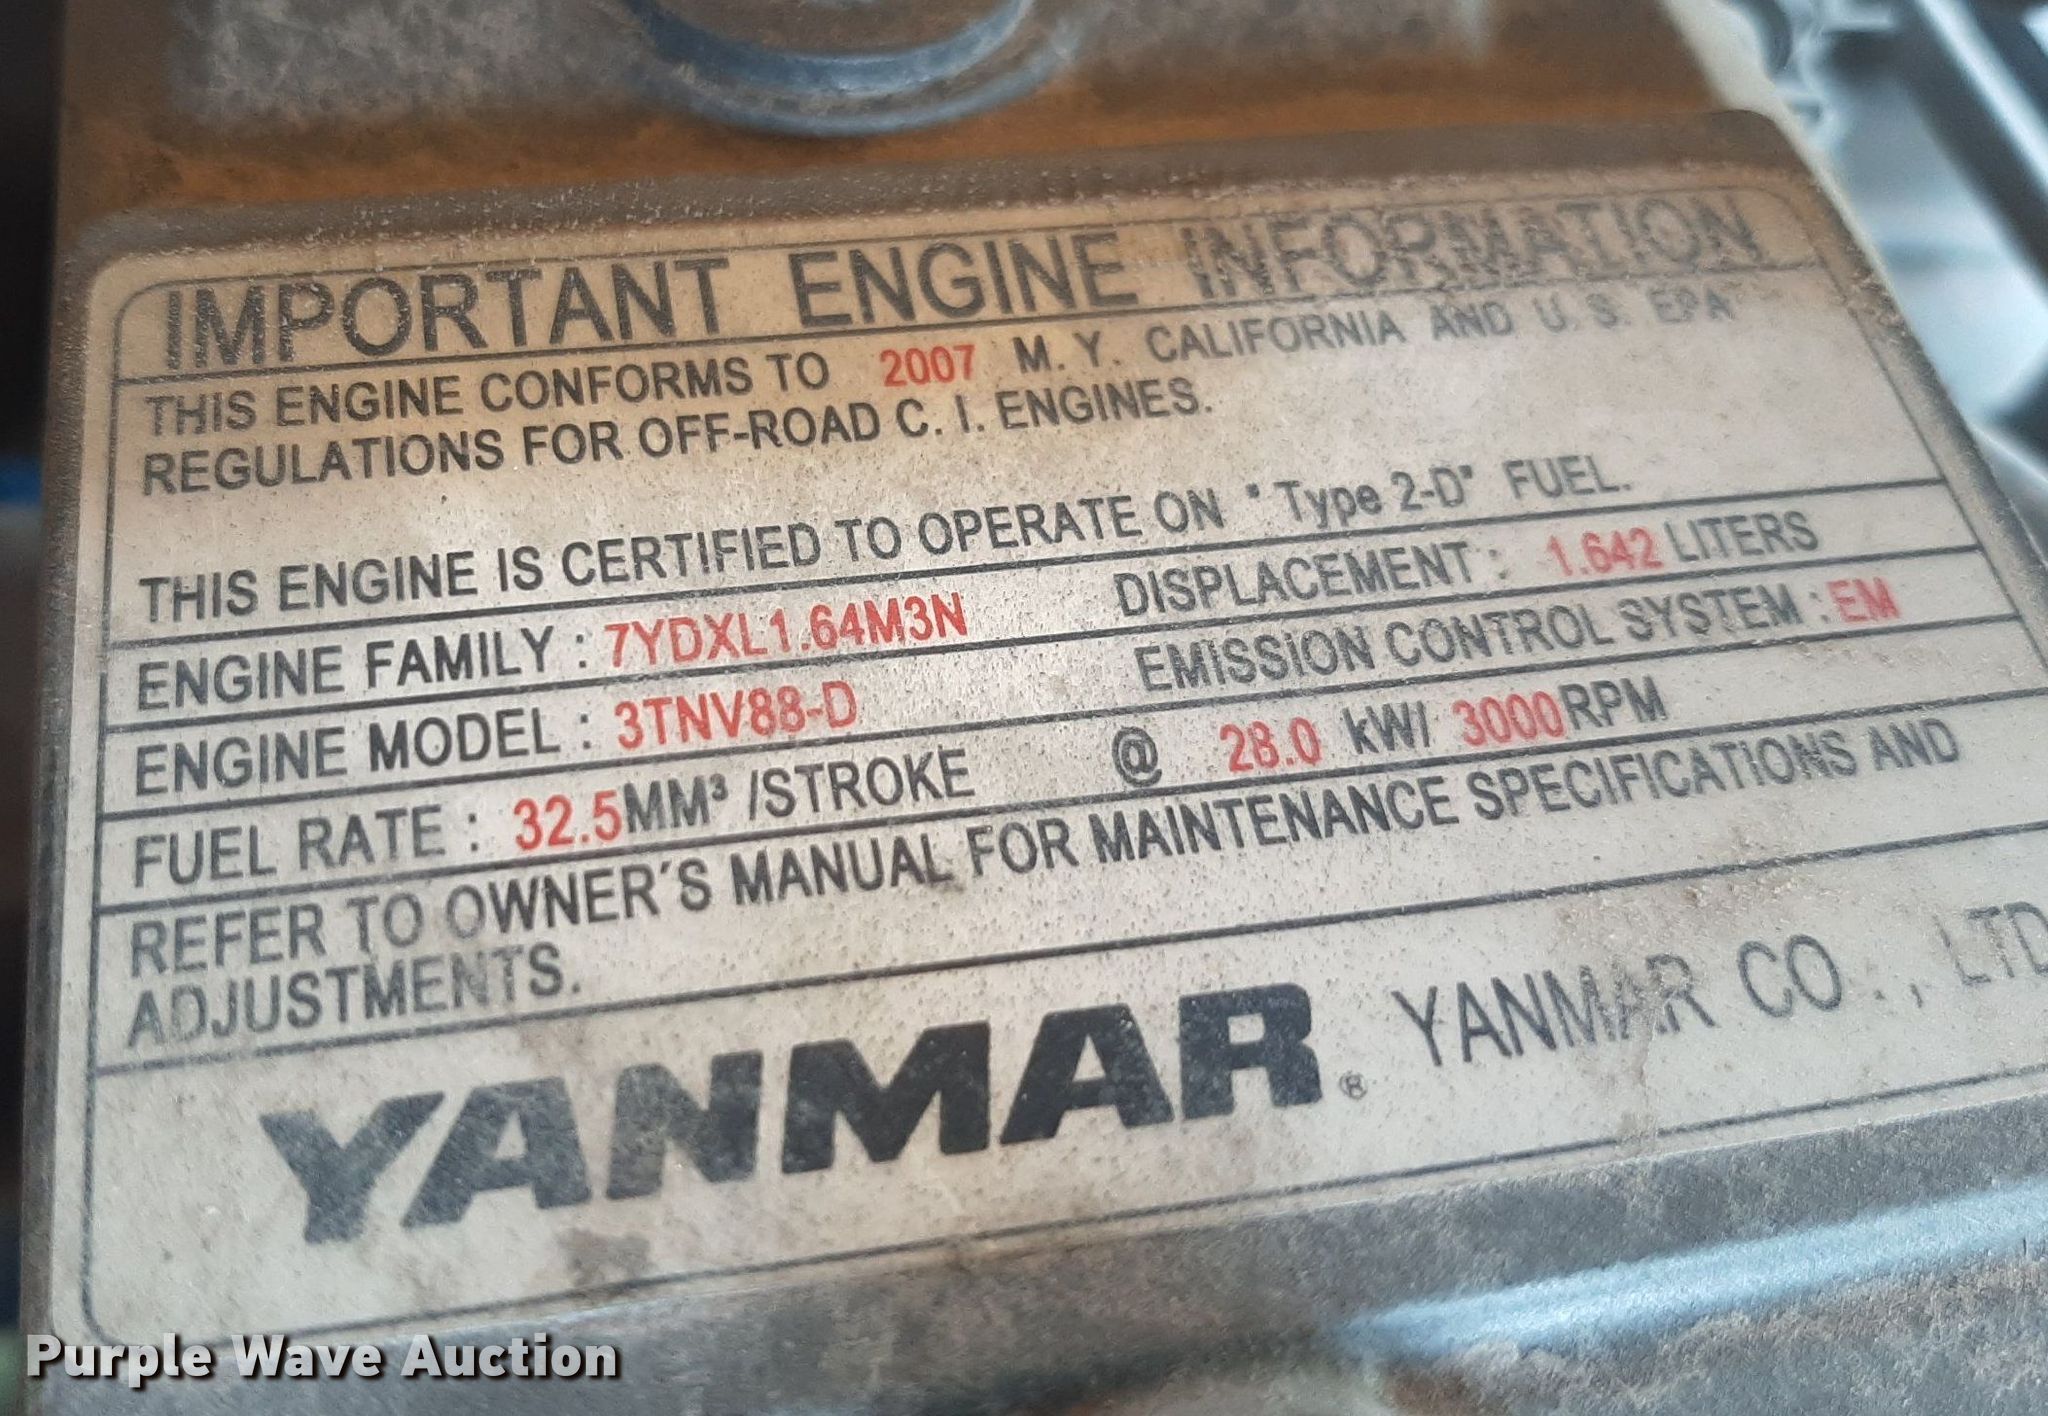 IMPORTANT ENGINE INFORMATION
THIS ENGINE CONFORMS TO 2007 M. Y. CALIFORNIA AND U. S. EPA
REGULATIONS FOR OFF-ROAD C. I. ENGINES.
THIS ENGINE IS CERTIFIED TO OPERATE ON "Type 2-D" FUEL.
ENGINE FAMILY : 7YDXL1.64M3N DISPLACEMENT : 1.642 LITERS
ENGINE MODEL : 3TNV88-D EMISSION CONTROL SYSTEM : EM
FUEL RATE : 32.5MM³ /STROKE @ 28.0 kW/ 3000RPM
REFER TO OWNER'S MANUAL FOR MAINTENANCE SPECIFICATIONS AND
ADJUSTMENTS.
YANMAR® YANMAR CO., LTD
Purple Wave Auction